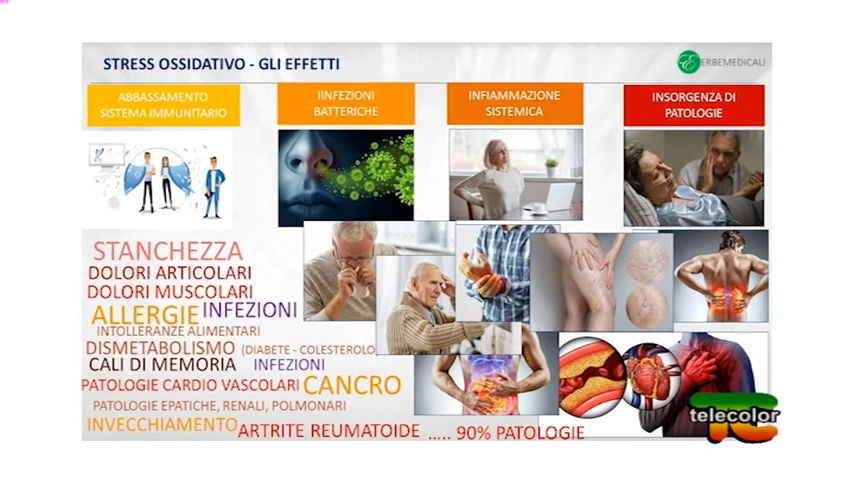 STRESS OSSIDATIVO - GLI EFFETTI
ERBEMEDICALI
ABBASSAMENTO
SISTEMA IMMUNITARIO
IINFEZIONI
BATTERICHE
INFIAMMAZIONE
SISTEMICA
INSORGENZA DI
PATOLOGIE
STANCHEZZA
DOLORI ARTICOLARI
DOLORI MUSCOLARI
ALLERGIE INFEZIONI
INTOLLERANZE ALIMENTARI
DISMETABOLISMO (DIABETE - COLESTEROLO
CALI DI MEMORIA INFEZIONI
PATOLOGIE CARDIO VASCOLARI CANCRO
PATOLOGIE EPATICHE, RENALI, POLMONARI
INVECCHIAMENTO ARTRITE REUMATOIDE ..... 90% PATOLOGIE
telecolor